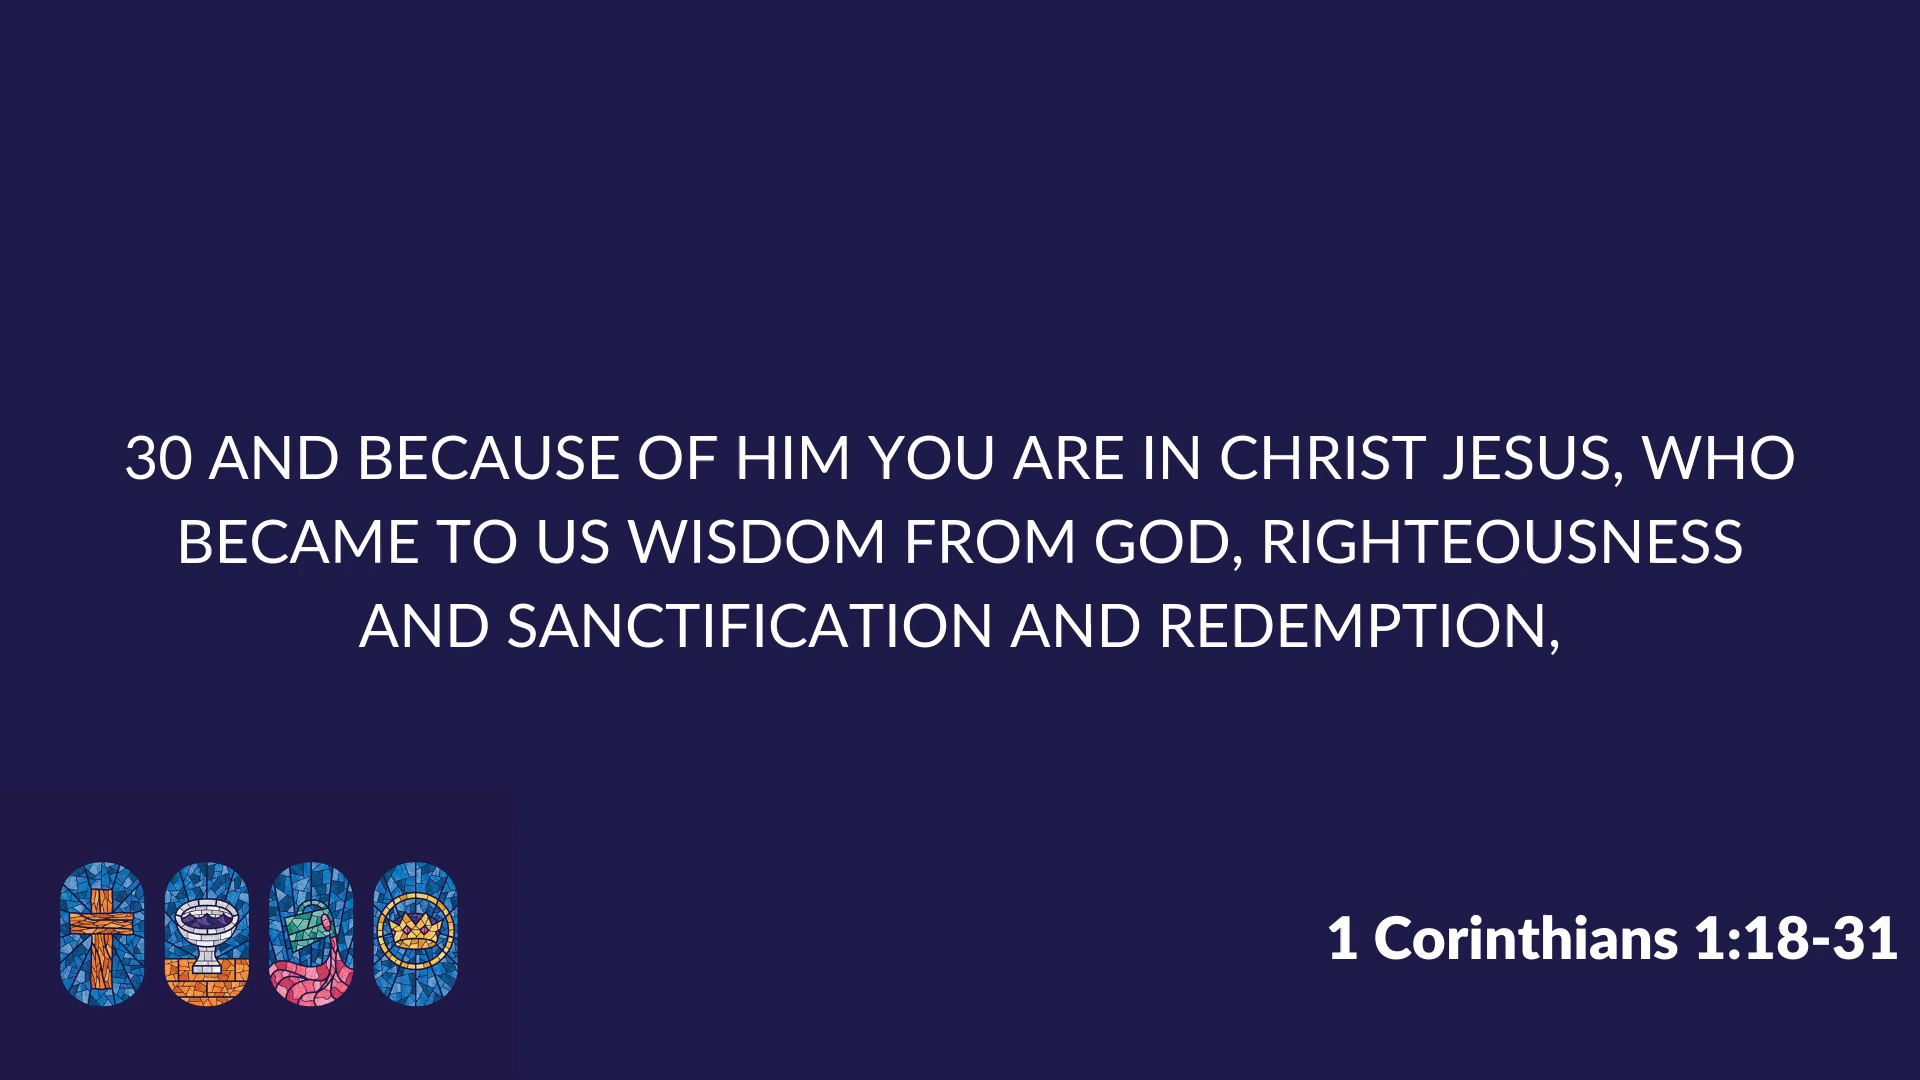 30 AND BECAUSE OF HIM YOU ARE IN CHRIST JESUS, WHO
BECAME TO US WISDOM FROM GOD, RIGHTEOUSNESS
AND SANCTIFICATION AND REDEMPTION,
1 Corinthians 1:18-31